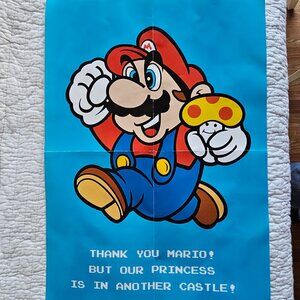 M
THANK YOU MARIO!
BUT OUR PRINCESS
IS IN ANOTHER CASTLE!